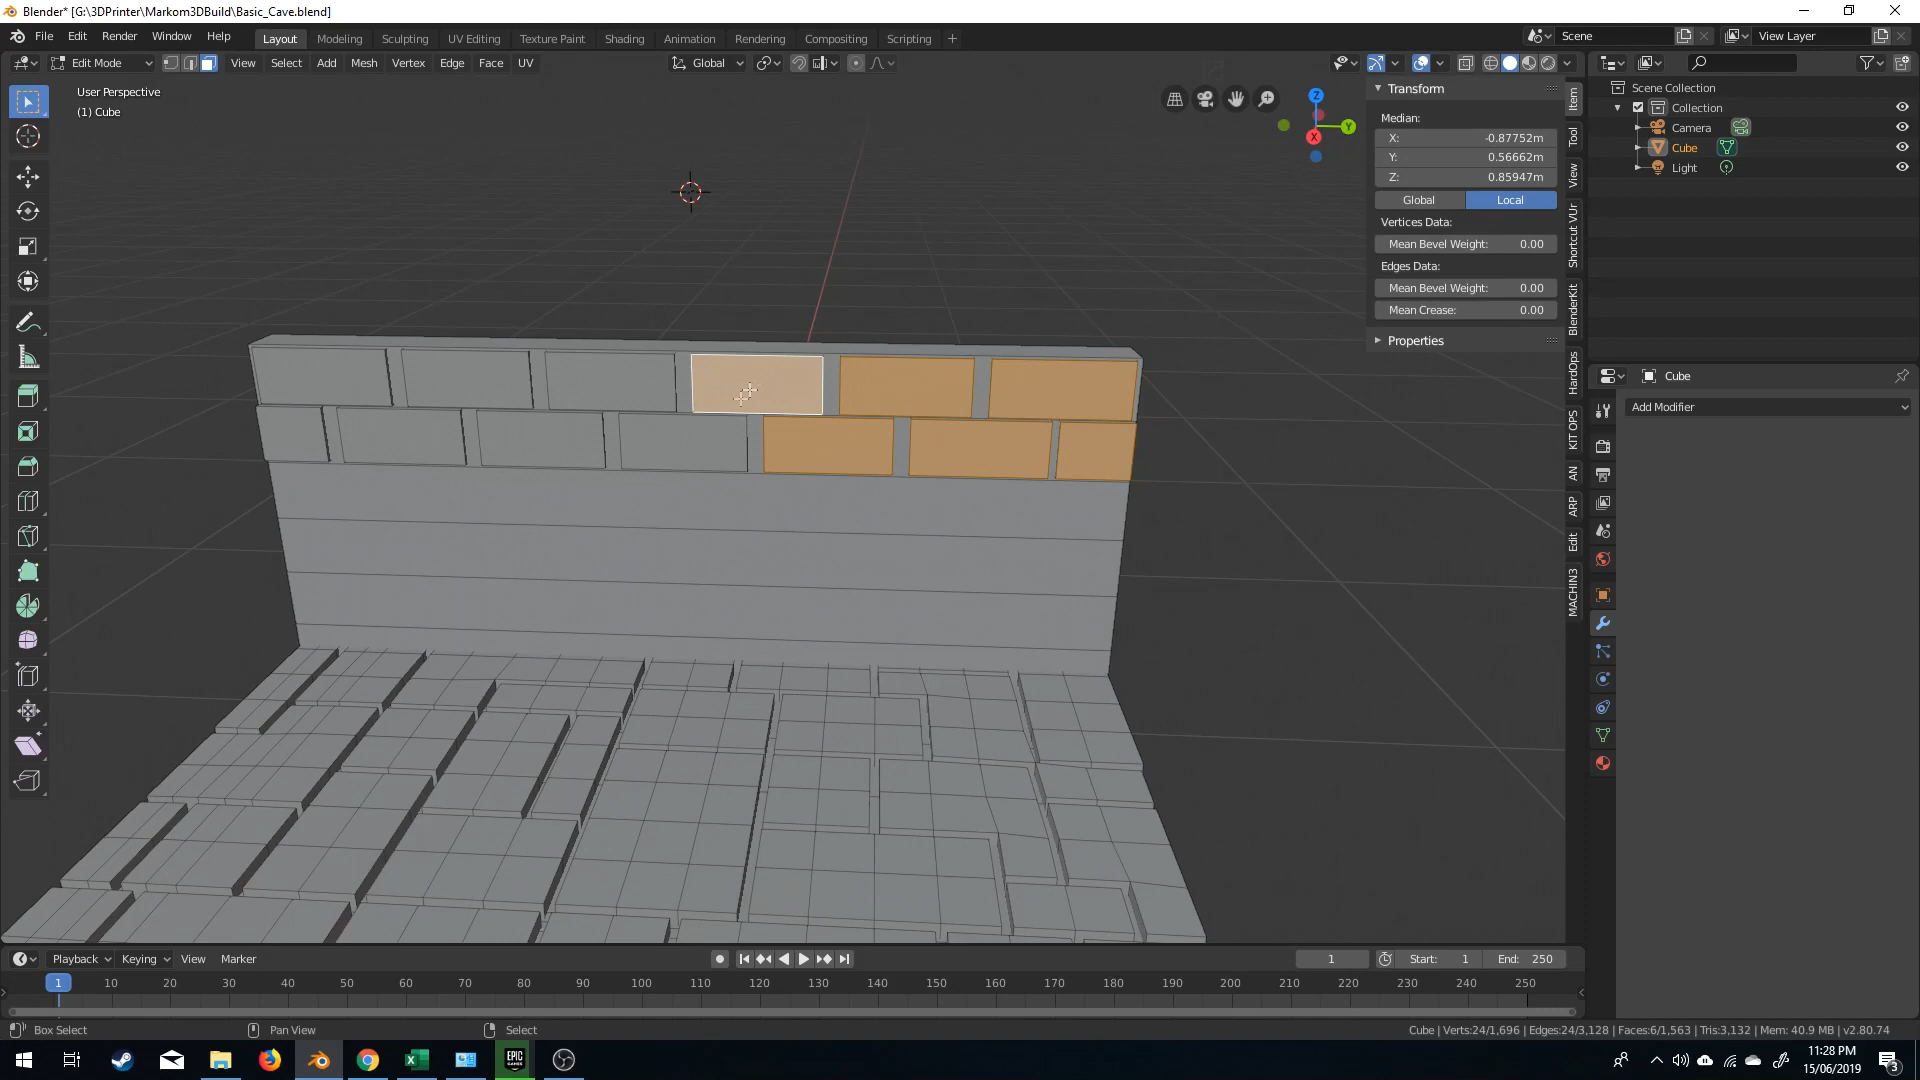 Blender* [G:\3DPrinter\Markom3DBuild\Basic_Cave.blend]
File Edit Render Window Help
Layout Modeling Sculpting UV Editing Texture Paint Shading Animation Rendering Compositing Scripting +
Scene
View Layer
Edit Mode
View Select Add Mesh Vertex Edge Face UV
Global
User Perspective
(1) Cube
Z
Y
X
Transform
Median:
X: -0.87752m
Y: 0.56662m
Z: 0.85947m
Global Local
Vertices Data:
Mean Bevel Weight: 0.00
Edges Data:
Mean Bevel Weight: 0.00
Mean Crease: 0.00
Properties
Item
Tool
View
Shortcut VUr
BlenderKit
HardOps
KIT OPS
AN
ARP
Edit
MACHIN3
Scene Collection
Collection
Camera
Cube
Light
Cube
Add Modifier
Playback Keying View Marker
1
Start: 1
End: 250
1 10 20 30 40 50 60 70 80 90 100 110 120 130 140 150 160 170 180 190 200 210 220 230 240 250
Box Select
Pan View
Select
Cube | Verts:24/1,696 | Edges:24/3,128 | Faces:6/1,563 | Tris:3,132 | Mem: 40.9 MB | v2.80.74
EPIC
GAMES
11:28 PM
15/06/2019
3